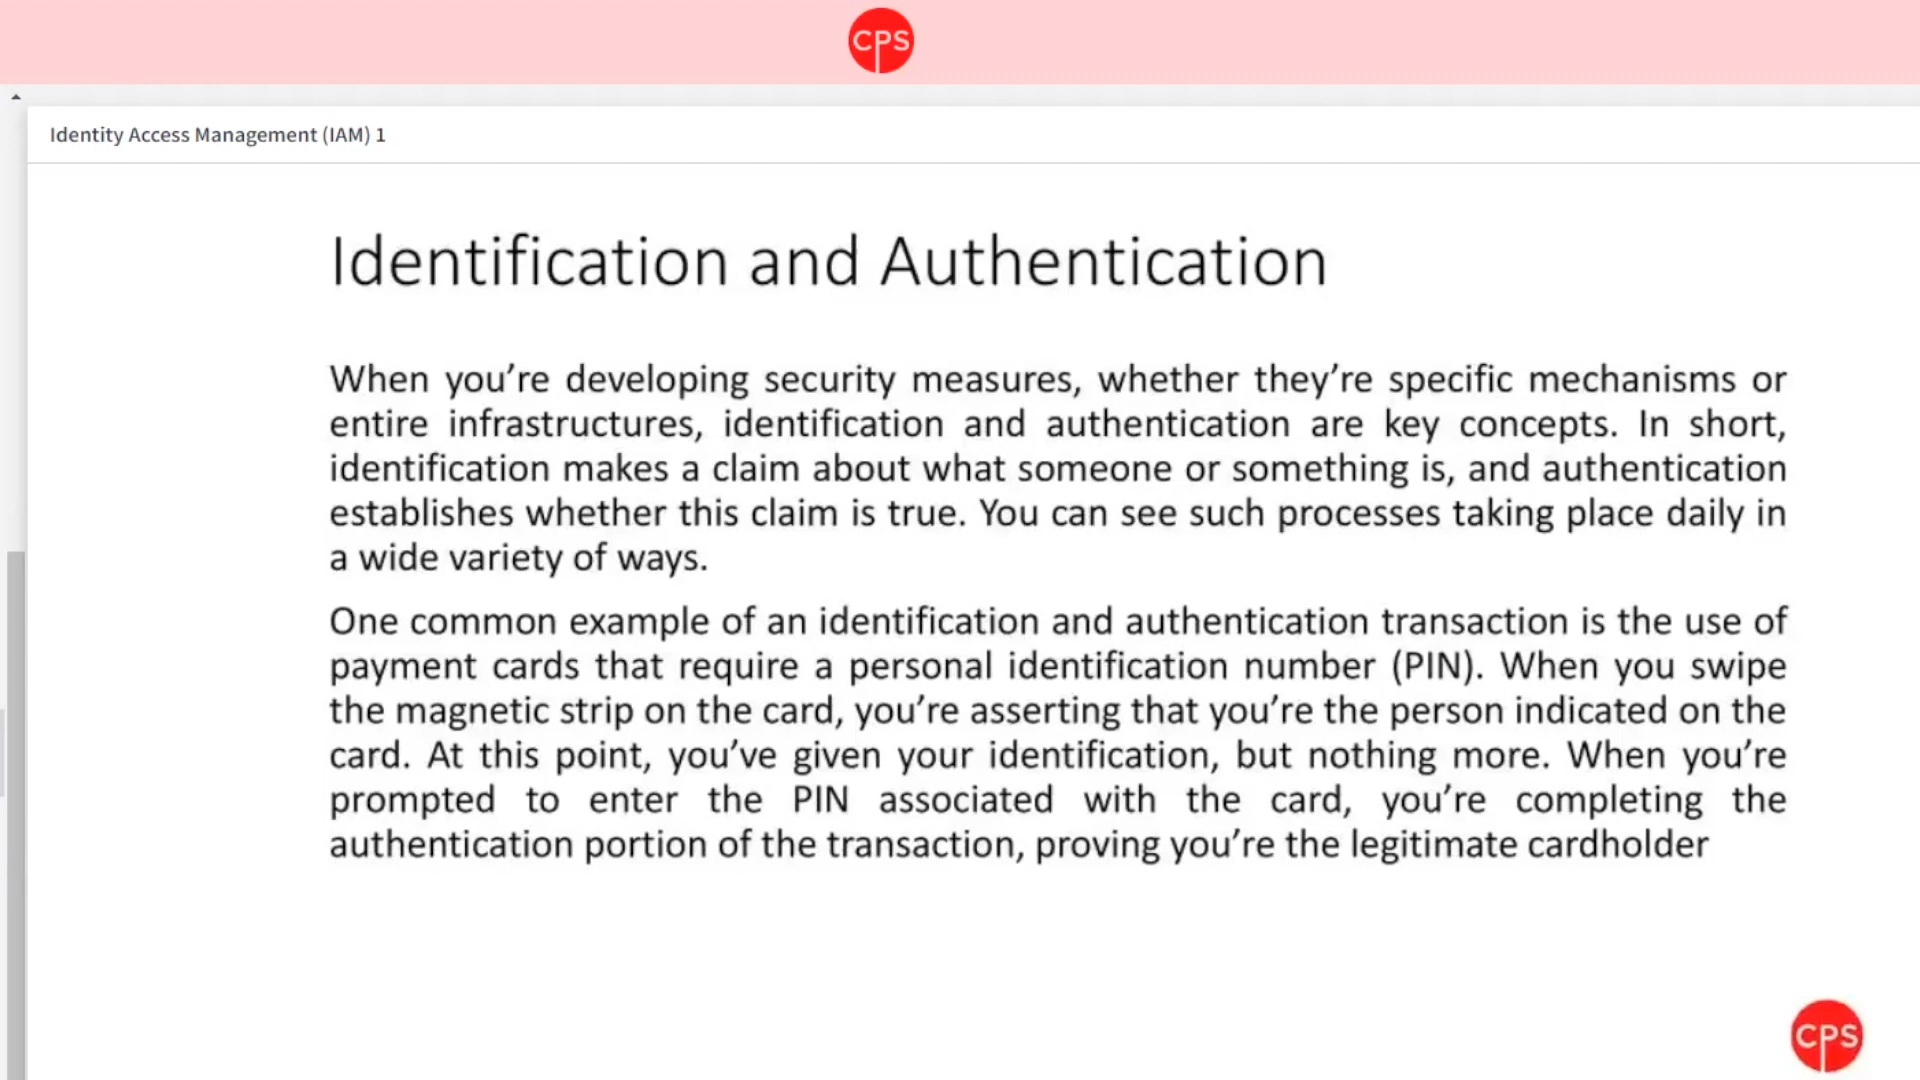 CPS
Identity Access Management (IAM) 1
Identification and Authentication
When you’re developing security measures, whether they’re specific mechanisms or
entire infrastructures, identification and authentication are key concepts. In short,
identification makes a claim about what someone or something is, and authentication
establishes whether this claim is true. You can see such processes taking place daily in
a wide variety of ways.
One common example of an identification and authentication transaction is the use of
payment cards that require a personal identification number (PIN). When you swipe
the magnetic strip on the card, you’re asserting that you’re the person indicated on the
card. At this point, you’ve given your identification, but nothing more. When you’re
prompted to enter the PIN associated with the card, you’re completing the
authentication portion of the transaction, proving you’re the legitimate cardholder
CPS